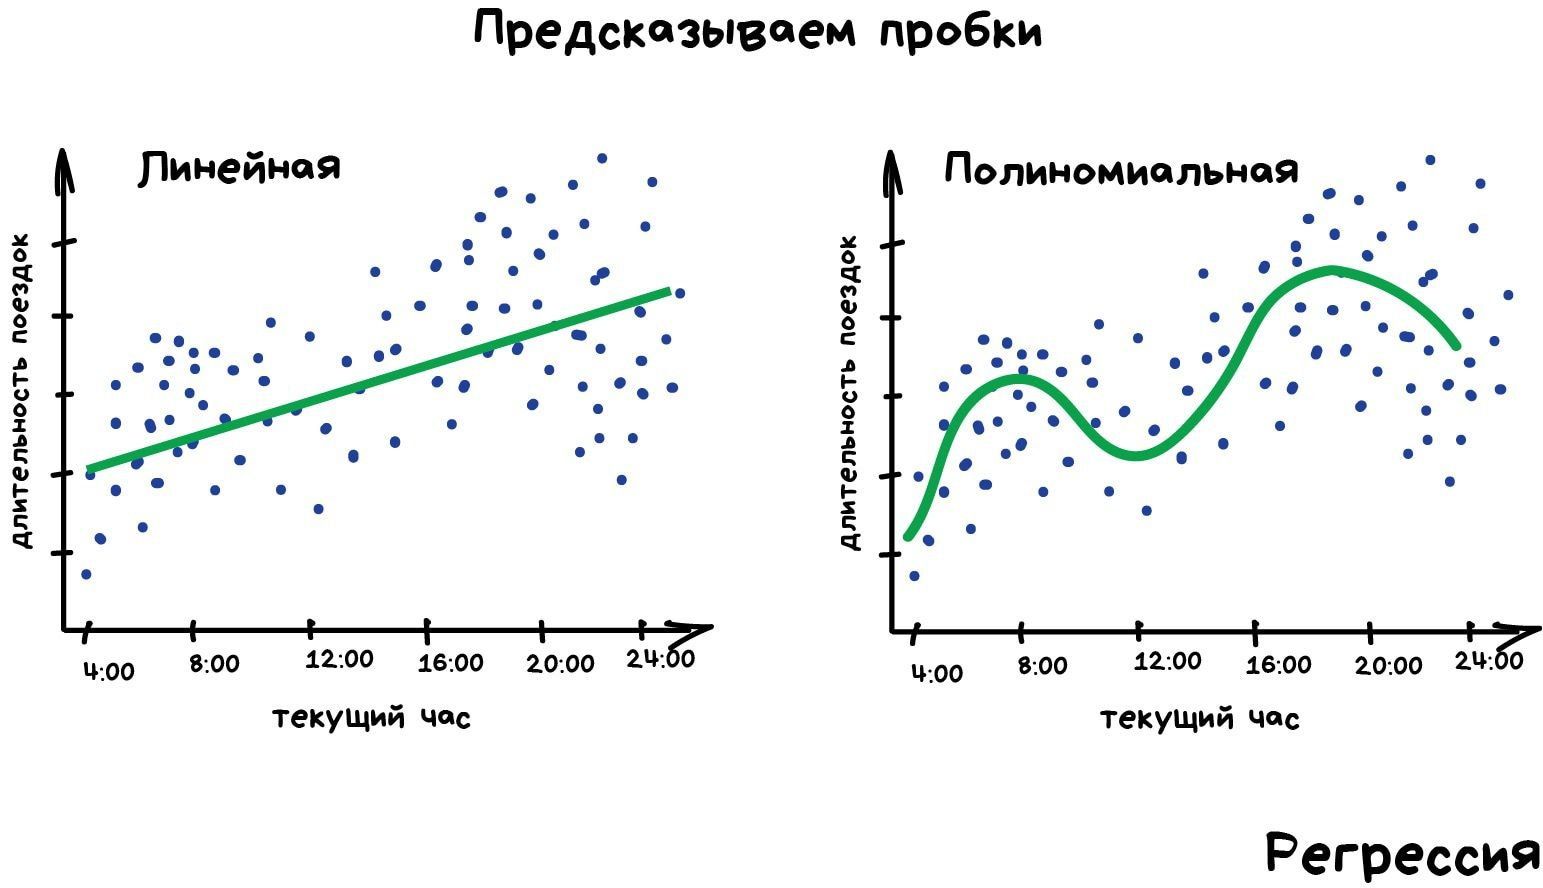 Предсказываем пробки
Линейная
длительность поездок
4:00 8:00 12:00 16:00 20:00 24:00
текущий час
Полиномиальная
длительность поездок
4:00 8:00 12:00 16:00 20:00 24:00
текущий час
Регрессия